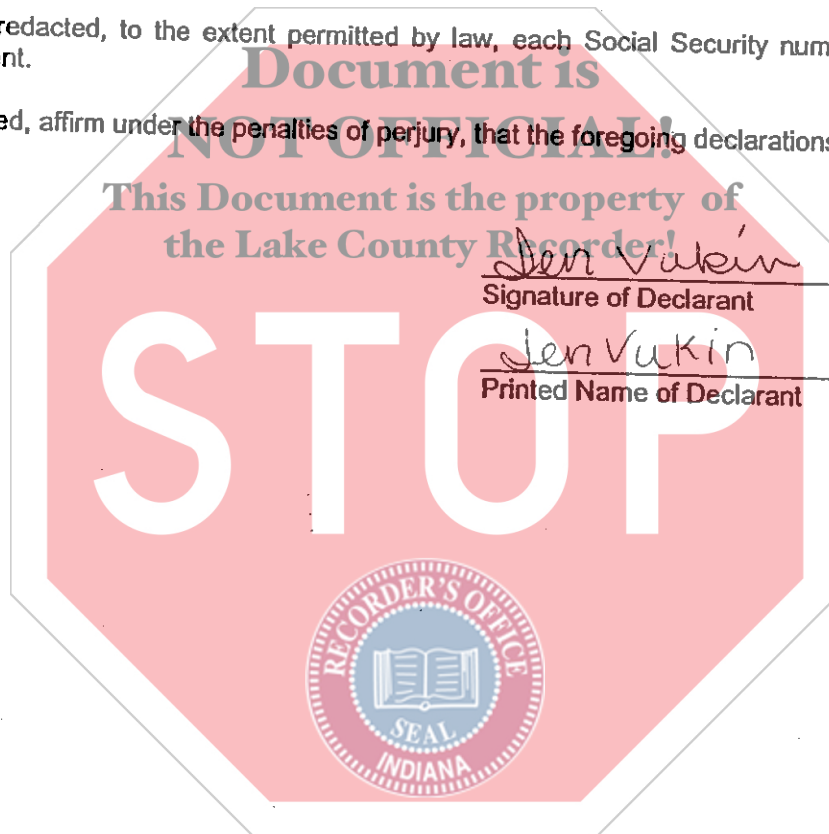 redacted, to the extent permitted by law, each Social Security num
nt.
Document is
ed, affirm under the penalties of perjury, that the foregoing declarations
NOT OFFICIAL!
This Document is the property of
the Lake County Recorder!
Jen Vukin
Signature of Declarant
Jen Vukin
Printed Name of Declarant
STOP
RECORDER'S OFFICE
SEAL
INDIANA